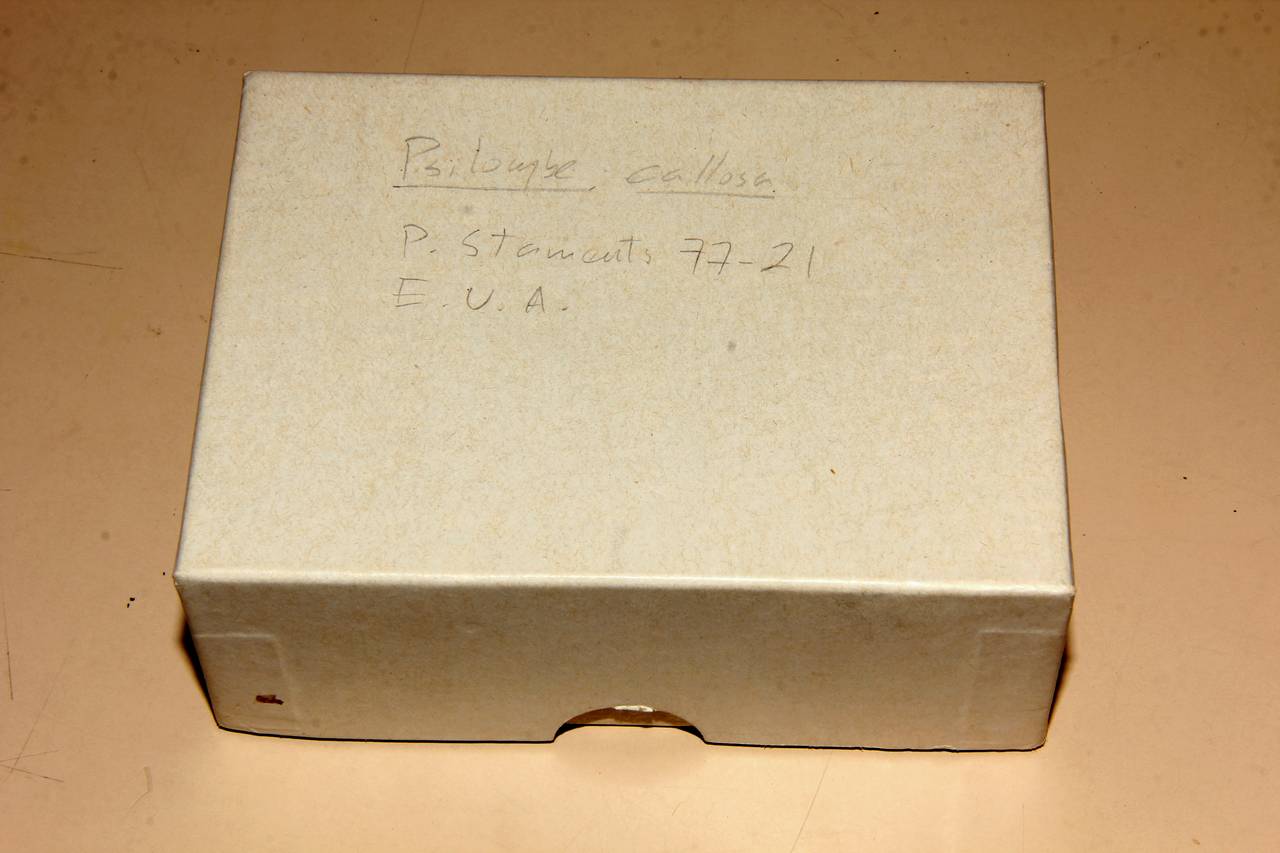 Psilocybe callosa
P. Stamets 77-21
E.U.A.